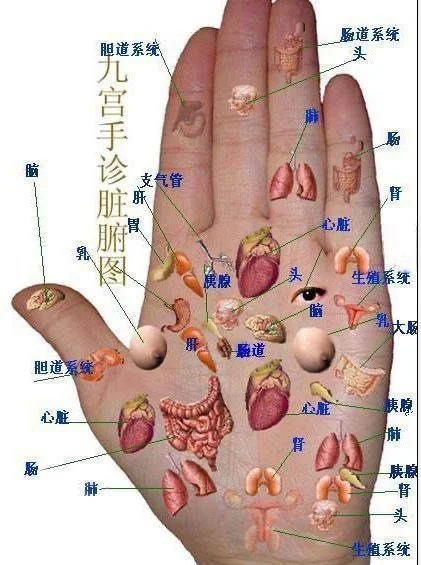 胆道系统
肠道系统
头
九宫手诊脏腑图
肺
肠
脑
支气管
肝
肾
胃
心脏
乳
胰腺
头
生殖系统
脑
乳
大肠
肝
肠道
胆道系统
心脏
心脏
胰腺
肺
肾
肠
胰腺
肺
肾
头
生殖系统